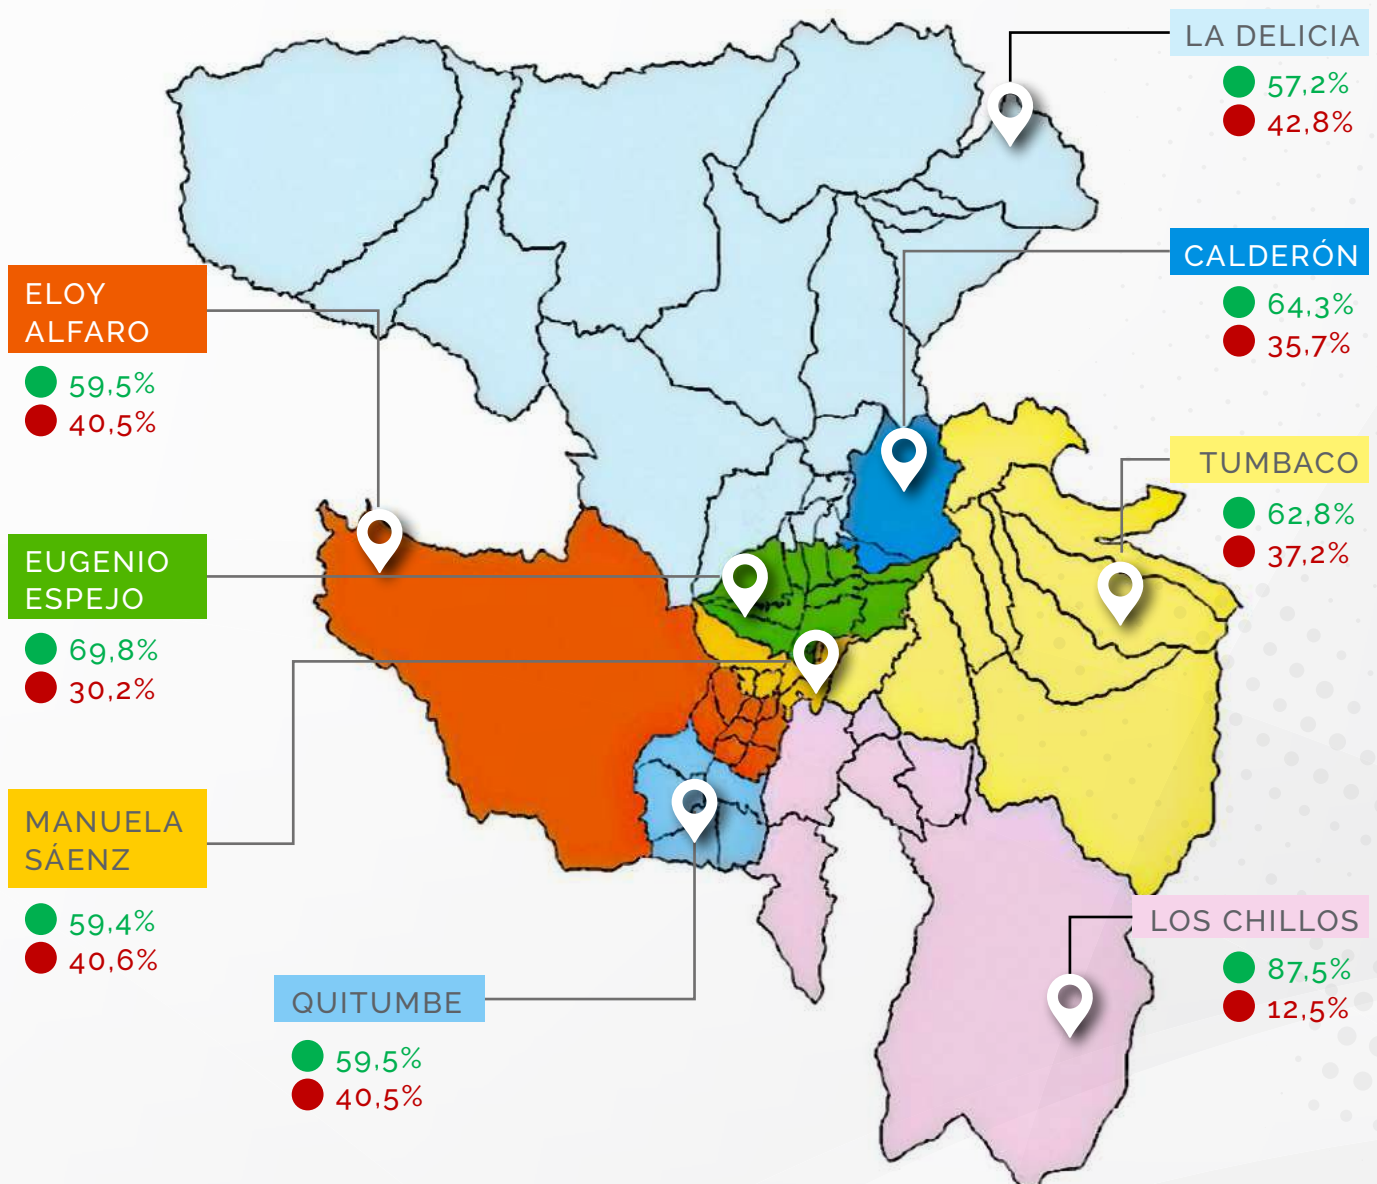 LA DELICIA
57,2%
42,8%
CALDERÓN
64,3%
35,7%
ELOY
ALFARO
59,5%
40,5%
TUMBACO
62,8%
37,2%
EUGENIO
ESPEJO
69,8%
30,2%
MANUELA
SÁENZ
59,4%
40,6%
LOS CHILLOS
87,5%
12,5%
QUITUMBE
59,5%
40,5%